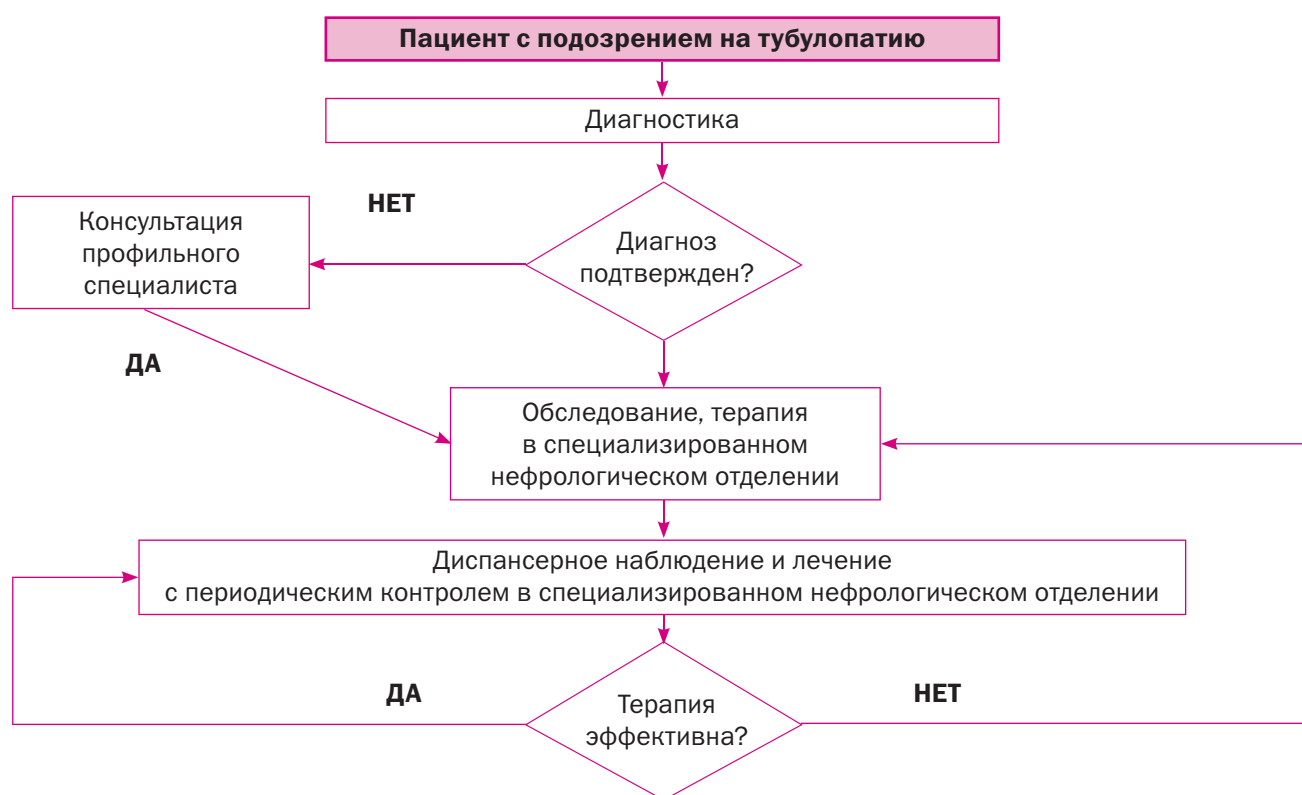 Пациент с подозрением на тубулопатию
Диагностика
НЕТ
Консультация
профильного
специалиста
Диагноз
подтвержден?
ДА
Обследование, терапия
в специализированном
нефрологическом отделении
Диспансерное наблюдение и лечение
с периодическим контролем в специализированном нефрологическом отделении
ДА
НЕТ
Терапия
эффективна?